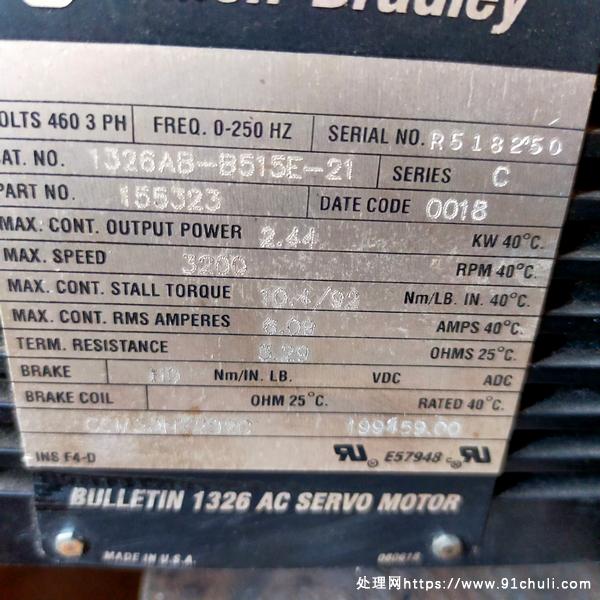 Bradley
VOLTS 460 3 PH FREQ. 0-250 HZ SERIAL NO. R518250
CAT. NO. 1326AB-B515E-21 SERIES C
PART NO. 155323 DATE CODE 0018
MAX. CONT. OUTPUT POWER 2.44 KW 40°C.
MAX. SPEED 3200 RPM 40°C.
MAX. CONT. STALL TORQUE Nm/LB. IN. 40°C.
MAX. CONT. RMS AMPERES AMPS 40°C.
TERM. RESISTANCE OHMS 25°C.
BRAKE Nm/IN. LB. VDC ADC
BRAKE COIL OHM 25°C. RATED 40°C.
INS F4-D E57948
BULLETIN 1326 AC SERVO MOTOR
MADE IN U.S.A.
处理网https://www.91chuli.com/